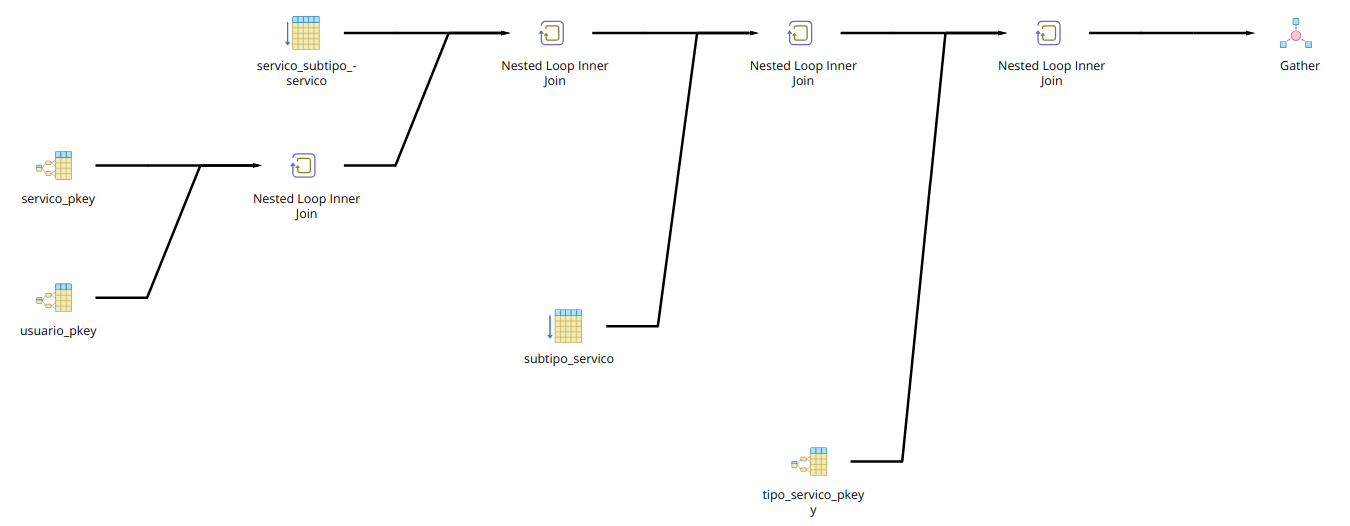 servico_subtipo_-
servico
Nested Loop Inner
Join
Nested Loop Inner
Join
Nested Loop Inner
Join
Gather
servico_pkey
Nested Loop Inner
Join
usuario_pkey
subtipo_servico
tipo_servico_pkey
y